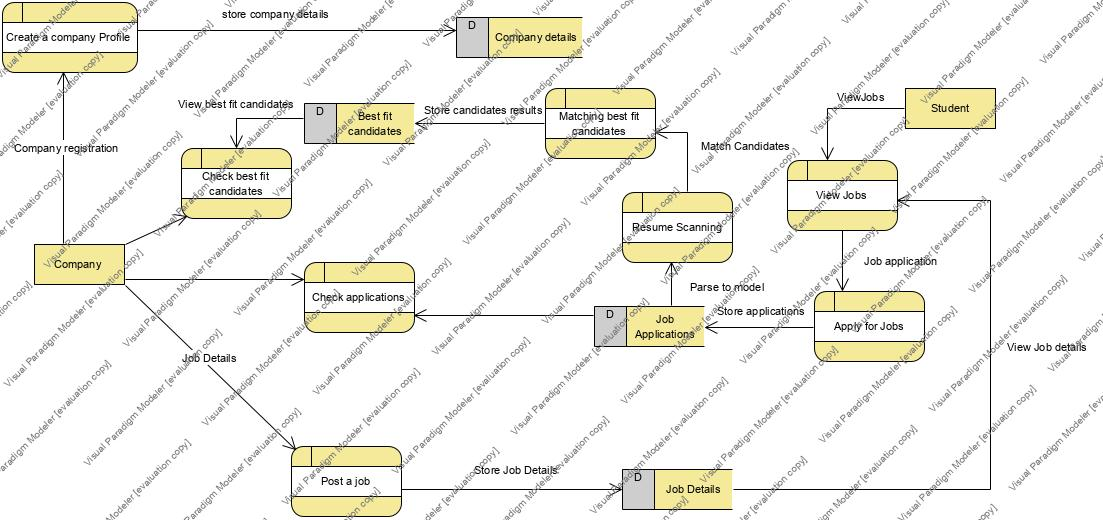 store company details
Create a company Profile
D
Company details
View best fit candidates
D
Best fit
candidates
Store candidates results
Matching best fit
candidates
ViewJobs
Student
Match Candidates
Company registration
Check best fit
candidates
View Jobs
Resume Scanning
Company
Job application
Check applications
Parse to model
D
Job
Applications
Store applications
Apply for Jobs
View Job details
Job Details
Post a job
Store Job Details
D
Job Details
Visual Paradigm Modeler [evaluation copy]